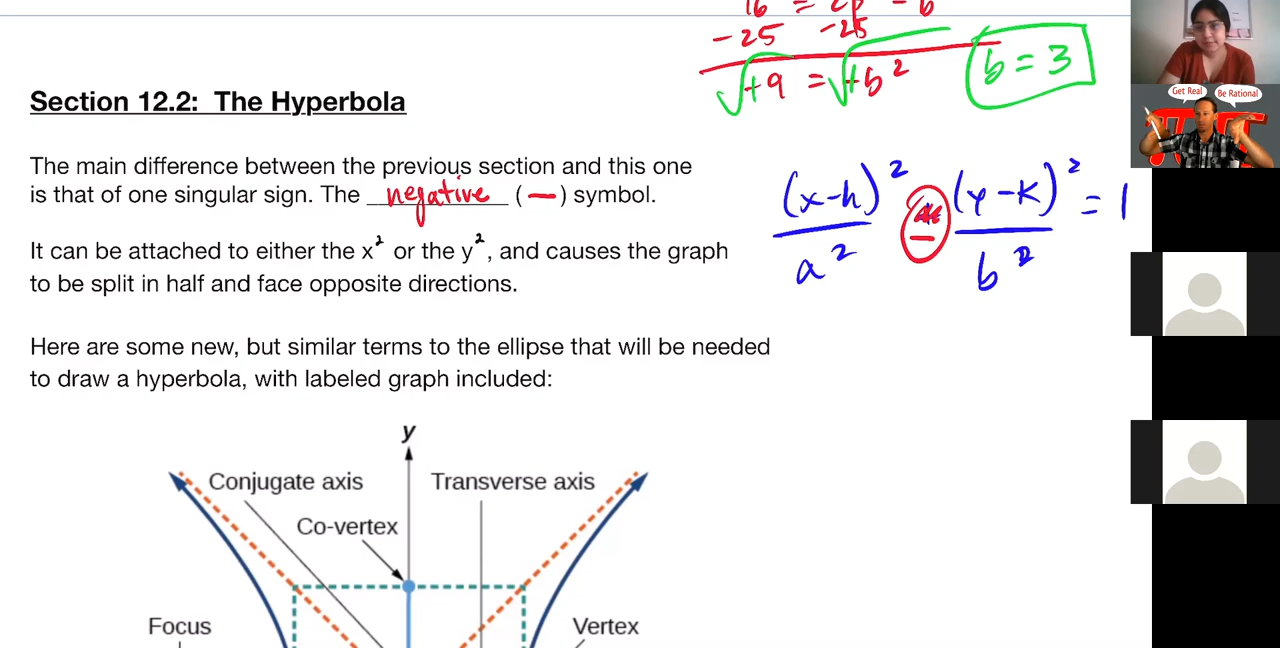 -25 -25
+9 = +b²
b = 3
Get Real
Be Rational
Section 12.2: The Hyperbola
The main difference between the previous section and this one
is that of one singular sign. The negative (—) symbol.
It can be attached to either the x² or the y², and causes the graph
to be split in half and face opposite directions.
(x-h)² - (y-k)² = 1
a² b²
Here are some new, but similar terms to the ellipse that will be needed
to draw a hyperbola, with labeled graph included:
y
Conjugate axis
Transverse axis
Co-vertex
Focus
Vertex